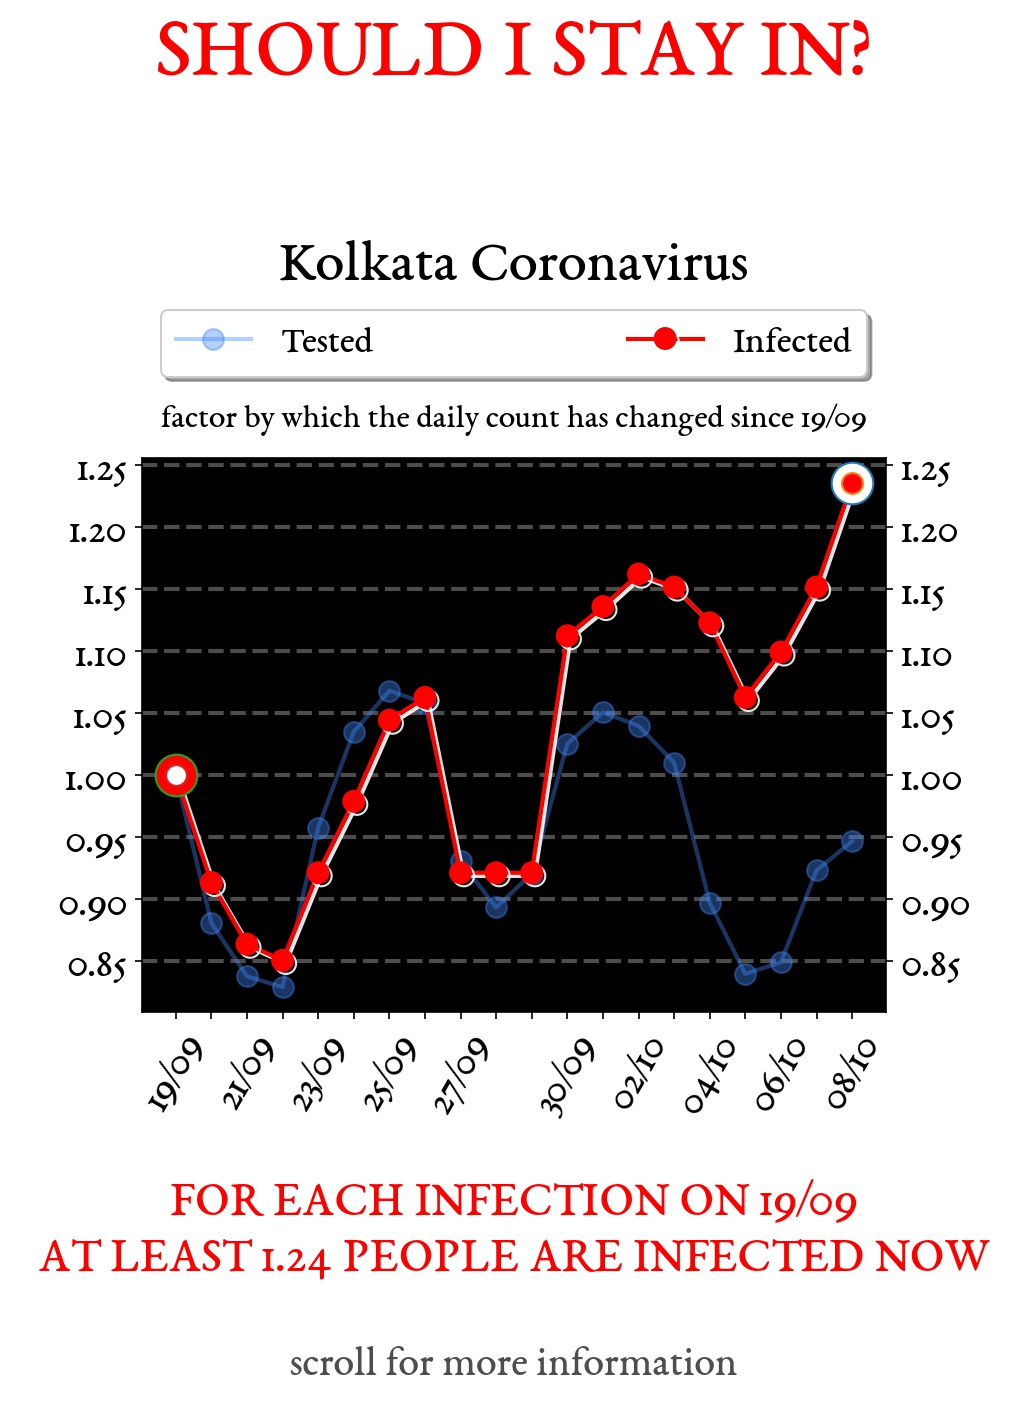 SHOULD I STAY IN?
Kolkata Coronavirus
Tested Infected
factor by which the daily count has changed since 19/09
1.25 1.25
1.20 1.20
1.15 1.15
1.10 1.10
1.05 1.05
1.00 1.00
0.95 0.95
0.90 0.90
0.85 0.85
19/09 21/09 23/09 25/09 27/09 30/09 02/10 04/10 06/10 08/10
FOR EACH INFECTION ON 19/09
AT LEAST 1.24 PEOPLE ARE INFECTED NOW
scroll for more information